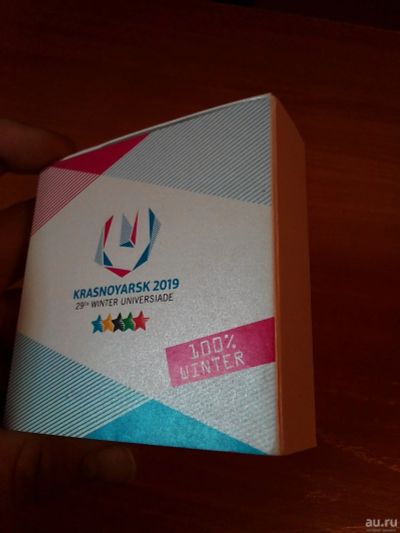 KRASNOYARSK 2019
29TH WINTER UNIVERSIADE
100%
WINTER
au.ru